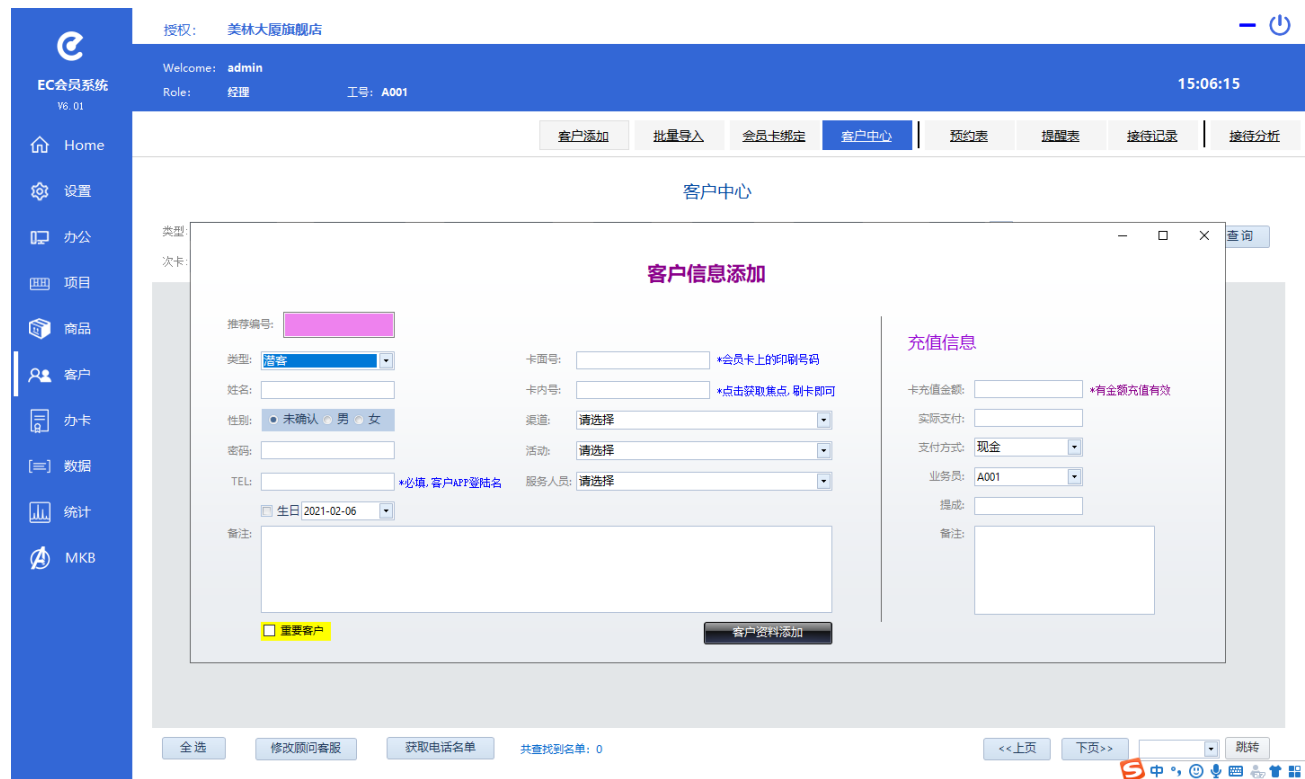 授权: 美林大厦旗舰店
EC会员系统
V6.01
Welcome: admin
Role: 经理 工号: A001
15:06:15
Home
设置
办公
项目
商品
客户
办卡
数据
统计
MKB
客户添加 批量导入 会员卡绑定 客户中心 预约表 提醒表 接待记录 接待分析
客户中心
类型: 查询
次卡:
客户信息添加
推荐编号:
类型: 潜客
姓名:
性别: 未确认 男 女
密码:
TEL: *必填,客户APP登陆名
生日 2021-02-06
备注:
重要客户
卡面号: *会员卡上的印刷号码
卡内号: *点击获取焦点,刷卡即可
渠道: 请选择
活动: 请选择
服务人员: 请选择
客户资料添加
充值信息
卡充值金额: *有金额充值有效
实际支付:
支付方式: 现金
业务员: A001
提成:
备注:
全选 修改顾问客服 获取电话名单 共查找到名单: 0 <<上页 下页>> 跳转
中